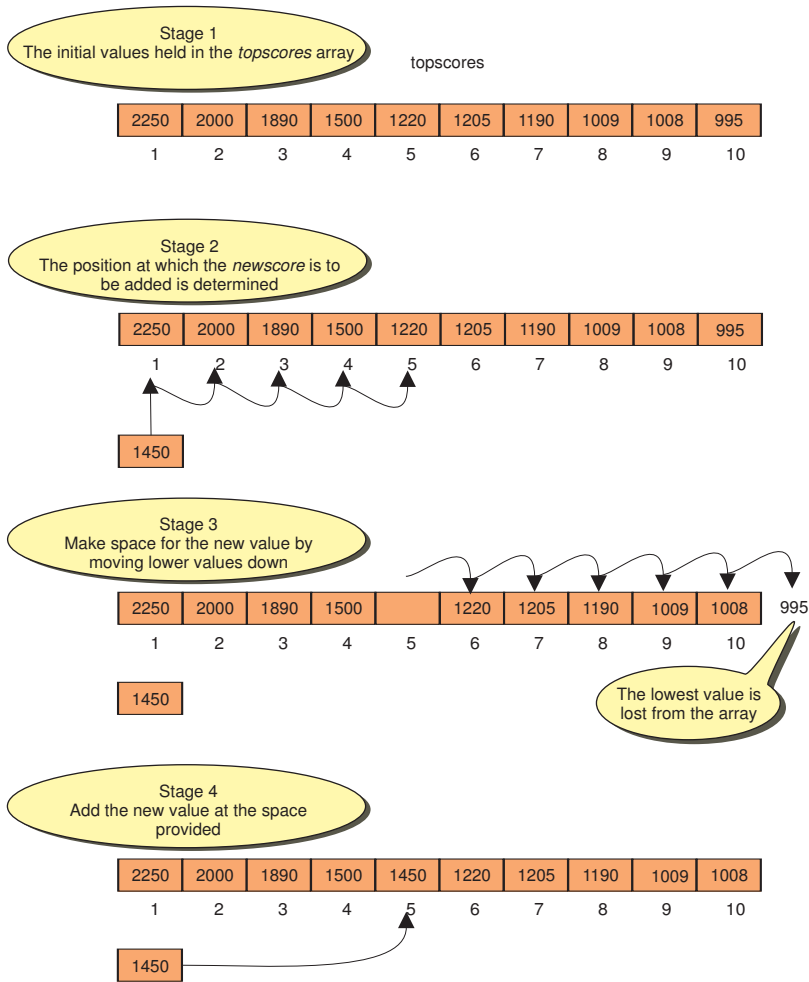 Stage 1
The initial values held in the topscores array
topscores
2250 2000 1890 1500 1220 1205 1190 1009 1008 995
1 2 3 4 5 6 7 8 9 10
Stage 2
The position at which the newscore is to
be added is determined
2250 2000 1890 1500 1220 1205 1190 1009 1008 995
1 2 3 4 5 6 7 8 9 10
1450
Stage 3
Make space for the new value by
moving lower values down
2250 2000 1890 1500 1220 1205 1190 1009 1008 995
1 2 3 4 5 6 7 8 9 10
1450
The lowest value is
lost from the array
Stage 4
Add the new value at the space
provided
2250 2000 1890 1500 1450 1220 1205 1190 1009 1008
1 2 3 4 5 6 7 8 9 10
1450